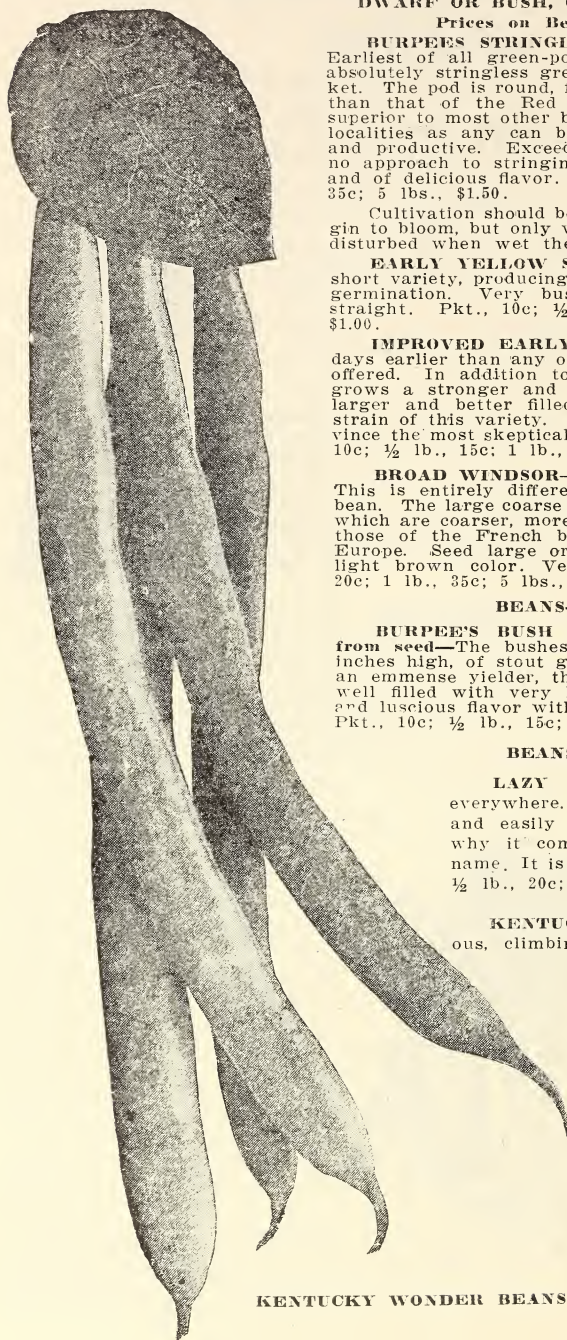 DWARF OR BUSH,
Prices on Be
BURPEES STRINGL
Earliest of all green-po
absolutely stringless gre
ket. The pod is round, 
than that of the Red
superior to most other b
localities as any can b
and productive. Exceed
no approach to stringin
and of delicious flavor.
35c; 5 lbs., $1.50.
Cultivation should b
gin to bloom, but only
disturbed when wet the
EARLY YELLOW S
short variety, producing
germination. Very bus
straight. Pkt., 10c; ½
$1.00.
IMPROVED EARLY
days earlier than any o
offered. In addition to
grows a stronger and
larger and better filled
strain of this variety.
vince the most skeptical
10c; ½ lb., 15c; 1 lb.,
BROAD WINDSOR—
This is entirely differe
bean. The large coarse
which are coarser, more
those of the French b
Europe. Seed large or
light brown color. Ve
20c; 1 lb., 35c; 5 lbs.,
BEANS-
BURPEE'S BUSH
from seed—The bushes
inches high, of stout g
an emmense yielder, th
well filled with very
and luscious flavor with
Pkt., 10c; ½ lb., 15c;
BEANS
LAZY
everywhere.
and easily
why it com
name. It is
½ lb., 20c;
KENTUC
ous, climbin
KENTUCKY WONDER BEANS